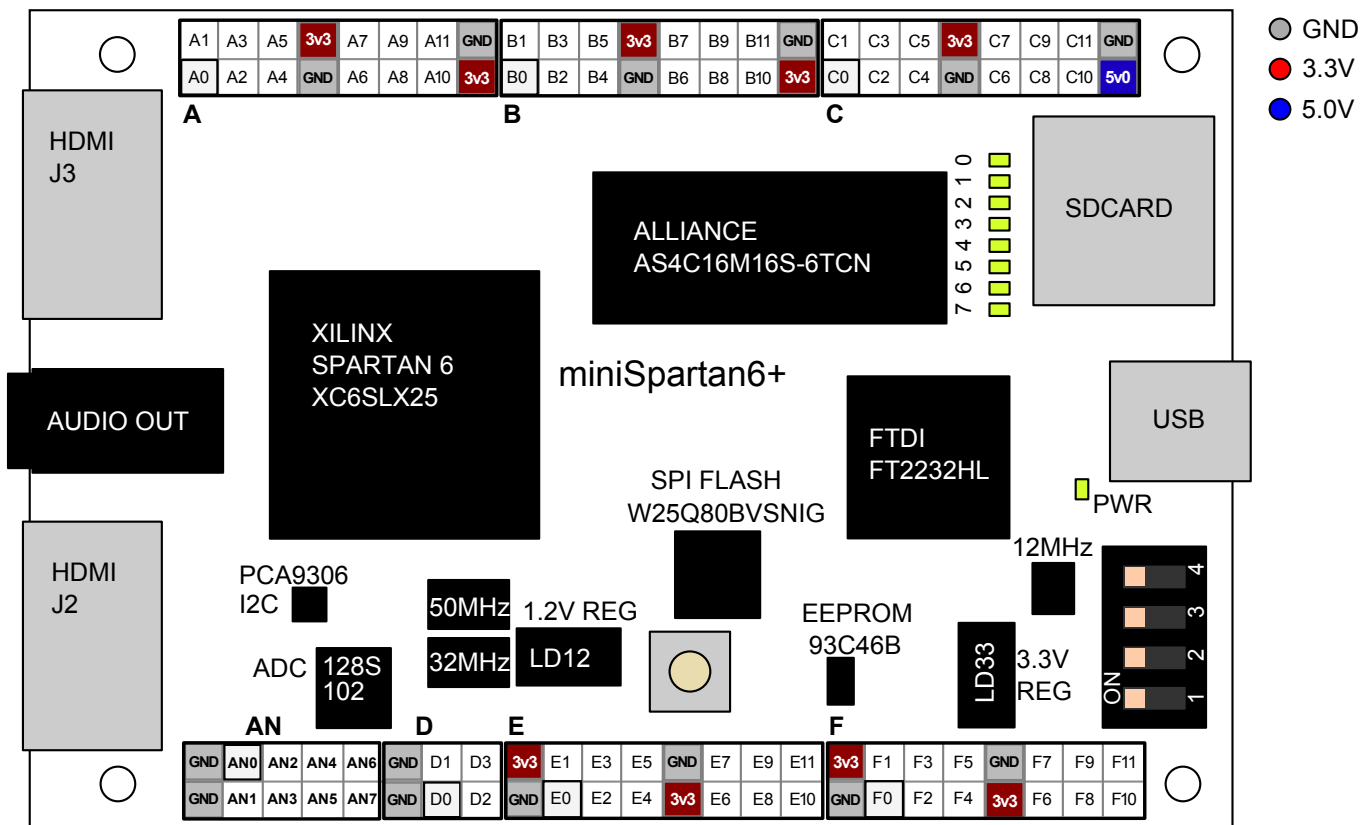 A1 A3 A5 3v3 A7 A9 A11 GND B1 B3 B5 3v3 B7 B9 B11 GND C1 C3 C5 3v3 C7 C9 C11 GND
A0 A2 A4 GND A6 A8 A10 3v3 B0 B2 B4 GND B6 B8 B10 3v3 C0 C2 C4 GND C6 C8 C10 5v0
A B C
GND
3.3V
5.0V
HDMI
J3
ALLIANCE
AS4C16M16S-6TCN
0
1
2
3
4
5
6
7
SDCARD
XILINX
SPARTAN 6
XC6SLX25
miniSpartan6+
AUDIO OUT
FTDI
FT2232HL
USB
SPI FLASH
W25Q80BVSNIG
PWR
HDMI
J2
PCA9306
I2C
50MHz
32MHz
1.2V REG
LD12
EEPROM
93C46B
12MHz
LD33
3.3V
REG
4
3
2
1
ON
ADC
128S
102
AN D E F
GND AN0 AN2 AN4 AN6 GND D1 D3 3v3 E1 E3 E5 GND E7 E9 E11 3v3 F1 F3 F5 GND F7 F9 F11
GND AN1 AN3 AN5 AN7 GND D0 D2 GND E0 E2 E4 3v3 E6 E8 E10 GND F0 F2 F4 3v3 F6 F8 F10